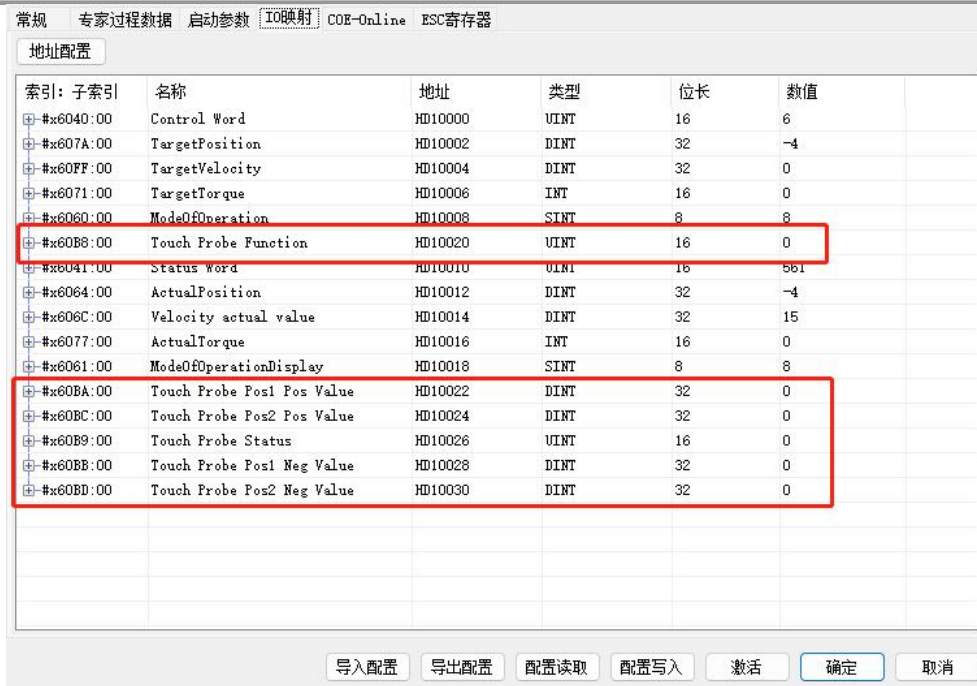 常规 专家过程数据 启动参数 IO映射 COE-Online ESC寄存器
地址配置
索引: 子索引 名称 地址 类型 位长 数值
#x6040:00 Control Word HD10000 UINT 16 6
#x607A:00 TargetPosition HD10002 DINT 32 -4
#x60FF:00 TargetVelocity HD10004 DINT 32 0
#x6071:00 TargetTorque HD10006 INT 16 0
#x6060:00 ModeOfOperation HD10008 SINT 8 8
#x60B8:00 Touch Probe Function HD10020 UINT 16 0
#x6041:00 Status Word HD10010 UINT 16 561
#x6064:00 ActualPosition HD10012 DINT 32 -4
#x606C:00 Velocity actual value HD10014 DINT 32 15
#x6077:00 ActualTorque HD10016 INT 16 0
#x6061:00 ModeOfOperationDisplay HD10018 SINT 8 8
#x60BA:00 Touch Probe Pos1 Pos Value HD10022 DINT 32 0
#x60BC:00 Touch Probe Pos2 Pos Value HD10024 DINT 32 0
#x60B9:00 Touch Probe Status HD10026 UINT 16 0
#x60BB:00 Touch Probe Pos1 Neg Value HD10028 DINT 32 0
#x60BD:00 Touch Probe Pos2 Neg Value HD10030 DINT 32 0
导入配置 导出配置 配置读取 配置写入 激活 确定 取消